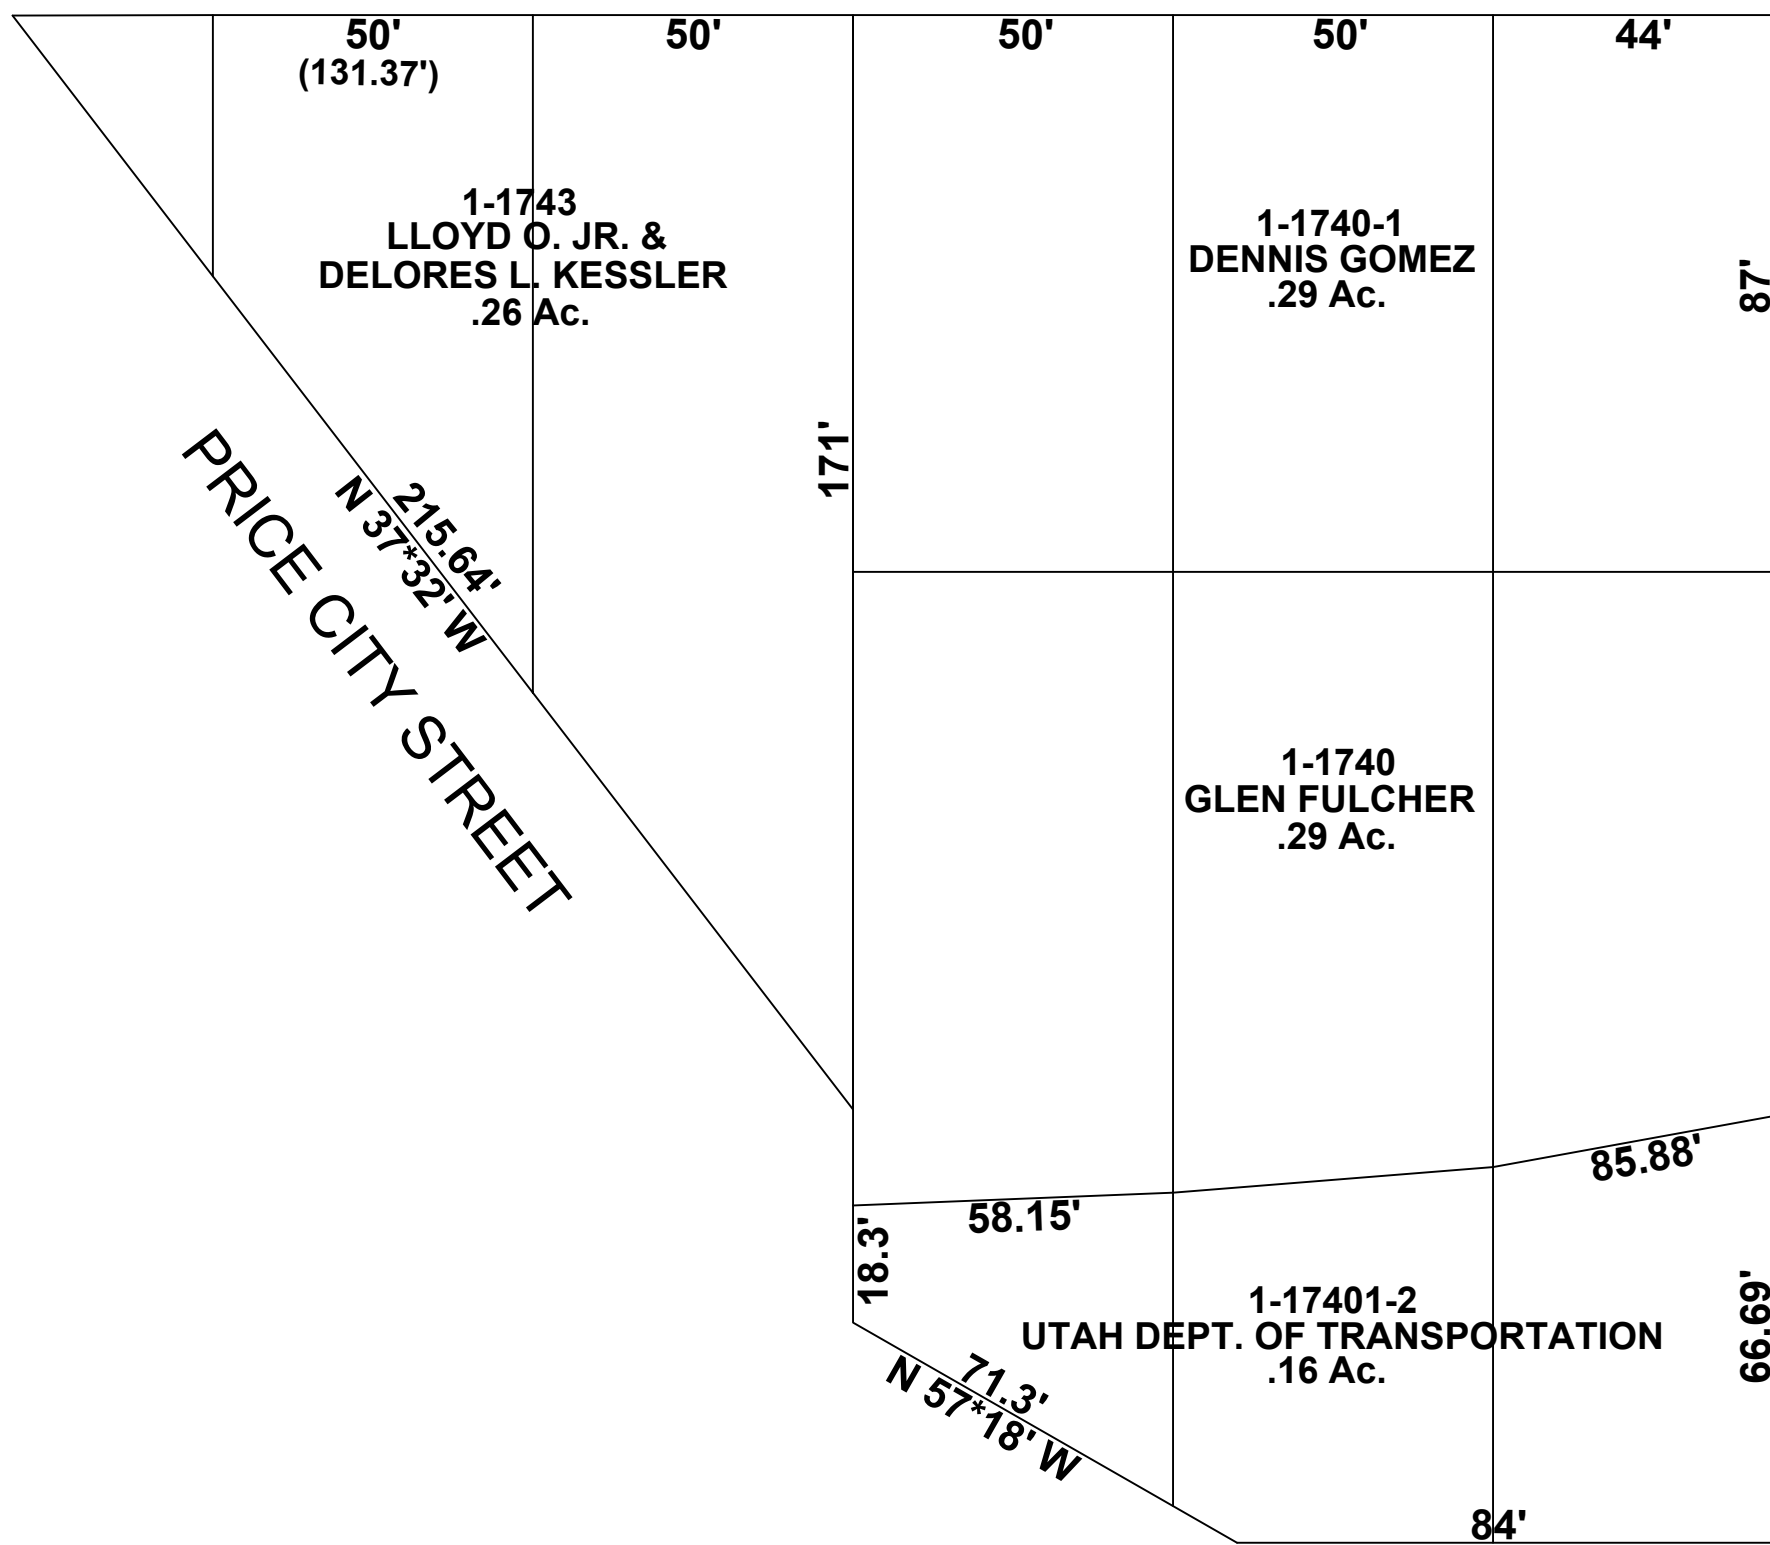 50'
50'
50'
50'
44'
(131.37')
1-1743
LLOYD O. JR. &
DELORES L. KESSLER
.26 Ac.
1-1740-1
DENNIS GOMEZ
.29 Ac.
87'
171'
215.64'
N 37*32' W
PRICE CITY STREET
1-1740
GLEN FULCHER
.29 Ac.
85.88'
58.15'
18.3'
1-17401-2
UTAH DEPT. OF TRANSPORTATION
.16 Ac.
66.69'
71.3'
N 57*18' W
84'